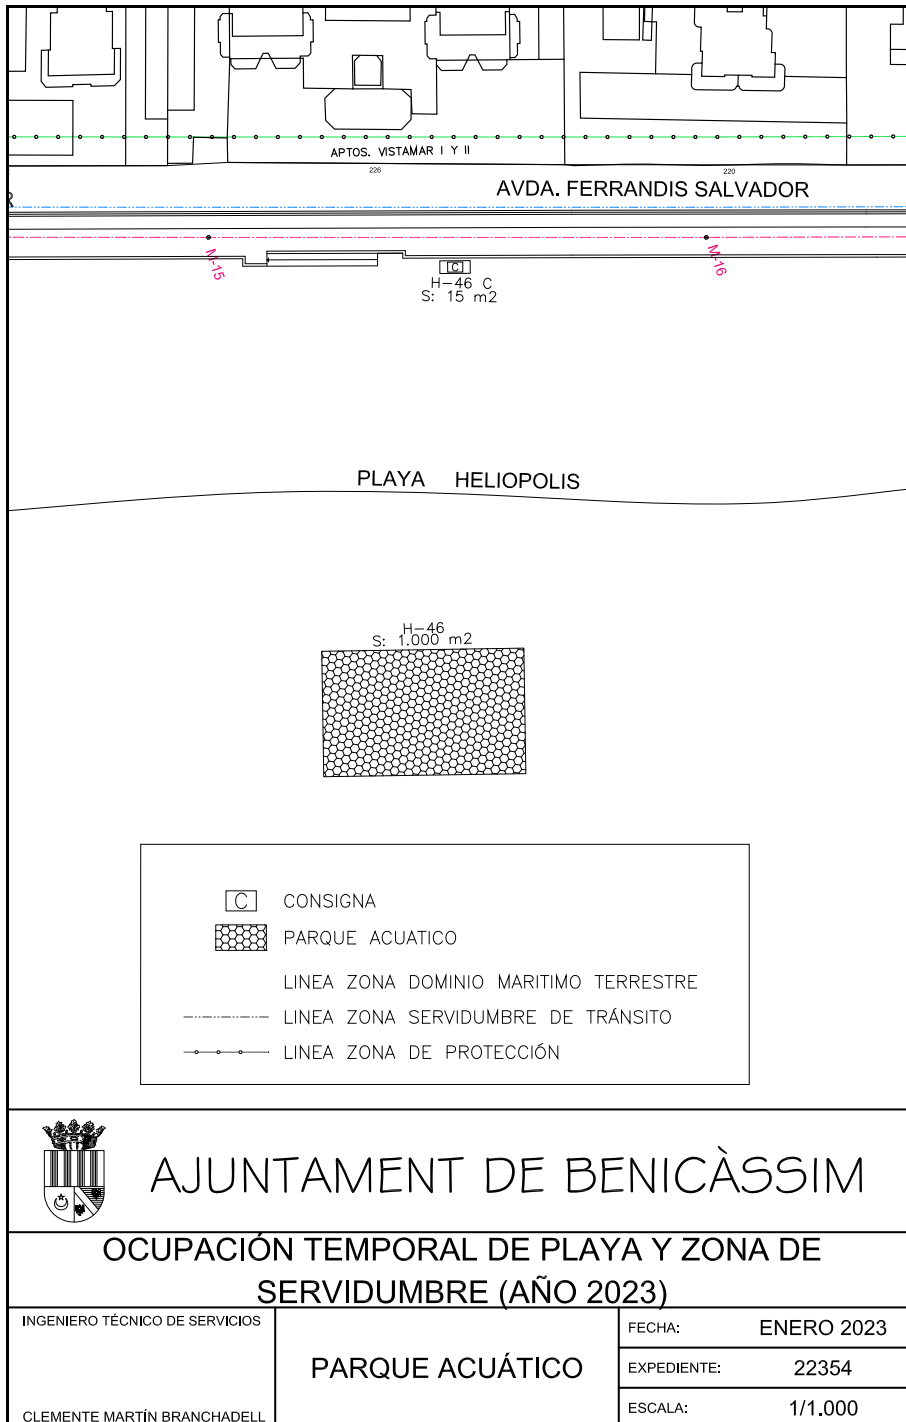 APTOS. VISTAMAR I Y II
226
220
AVDA. FERRANDIS SALVADOR
R
M-15
M-16
C
H-46 C
S: 15 m2
PLAYA HELIOPOLIS
H-46
S: 1.000 m2
C CONSIGNA
PARQUE ACUATICO
LINEA ZONA DOMINIO MARITIMO TERRESTRE
LINEA ZONA SERVIDUMBRE DE TRÁNSITO
LINEA ZONA DE PROTECCIÓN
AJUNTAMENT DE BENICÀSSIM
OCUPACIÓN TEMPORAL DE PLAYA Y ZONA DE
SERVIDUMBRE (AÑO 2023)
INGENIERO TÉCNICO DE SERVICIOS
CLEMENTE MARTÍN BRANCHADELL
PARQUE ACUÁTICO
FECHA: ENERO 2023
EXPEDIENTE: 22354
ESCALA: 1/1.000